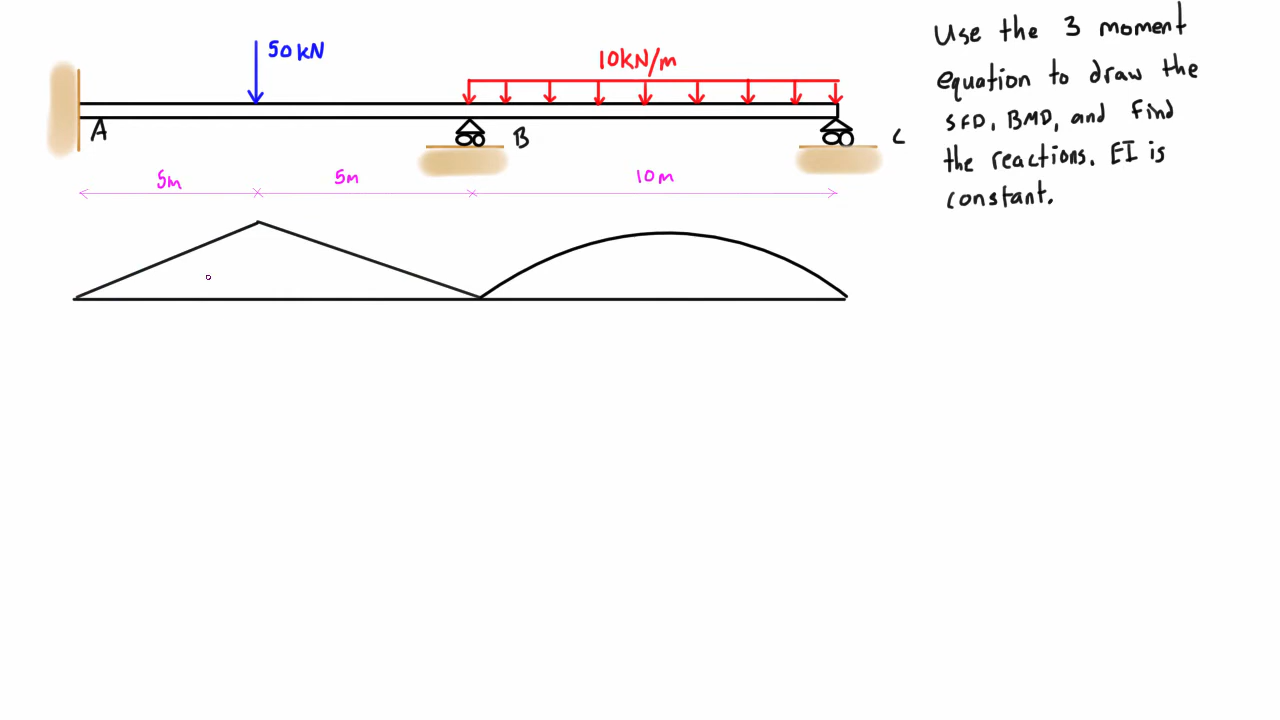 50kN
10kN/m
A
B
C
5m
5m
10m
Use the 3 moment
equation to draw the
SFD, BMD, and find
the reactions. EI is
constant.